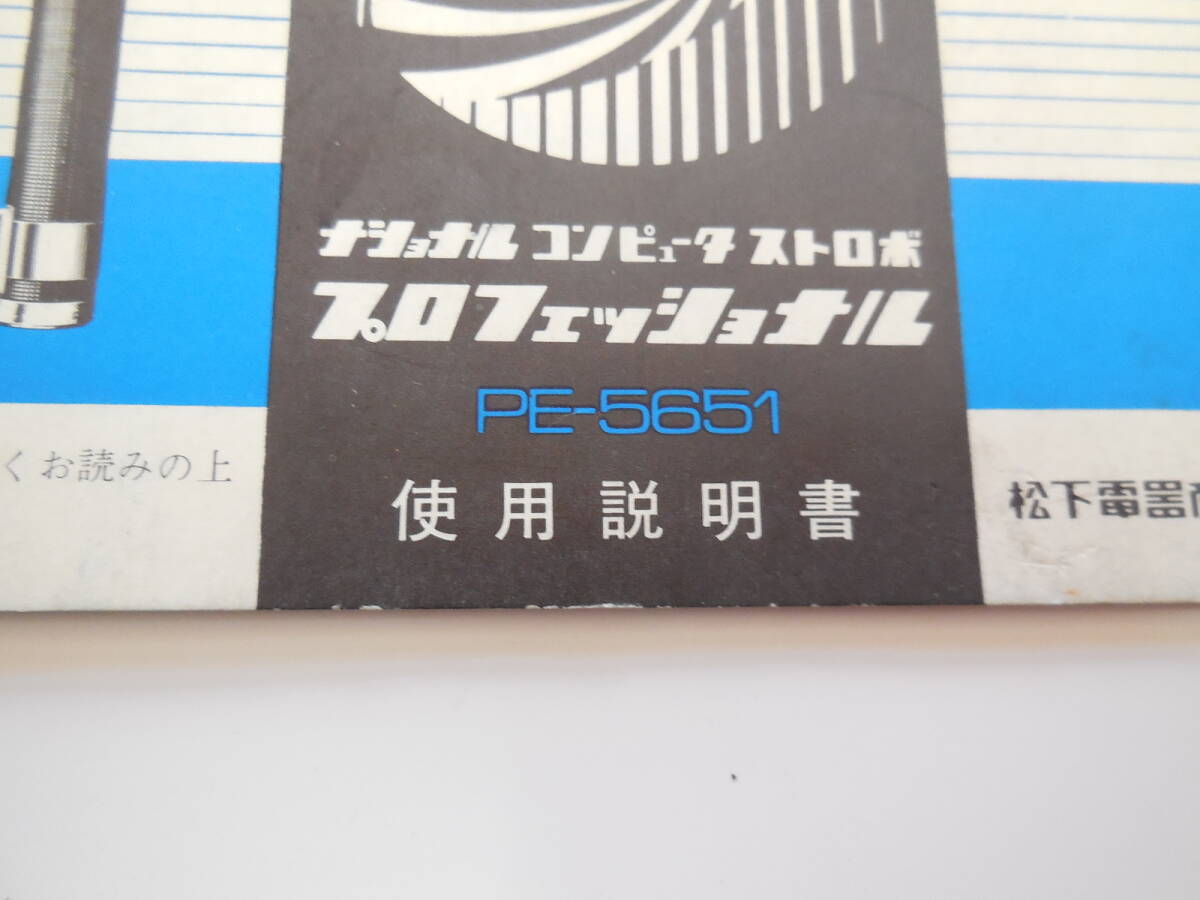 ナショナル コンピュータ ストロボ
プロフェッショナル
PE-5651
使用説明書
くお読みの上
松下電器